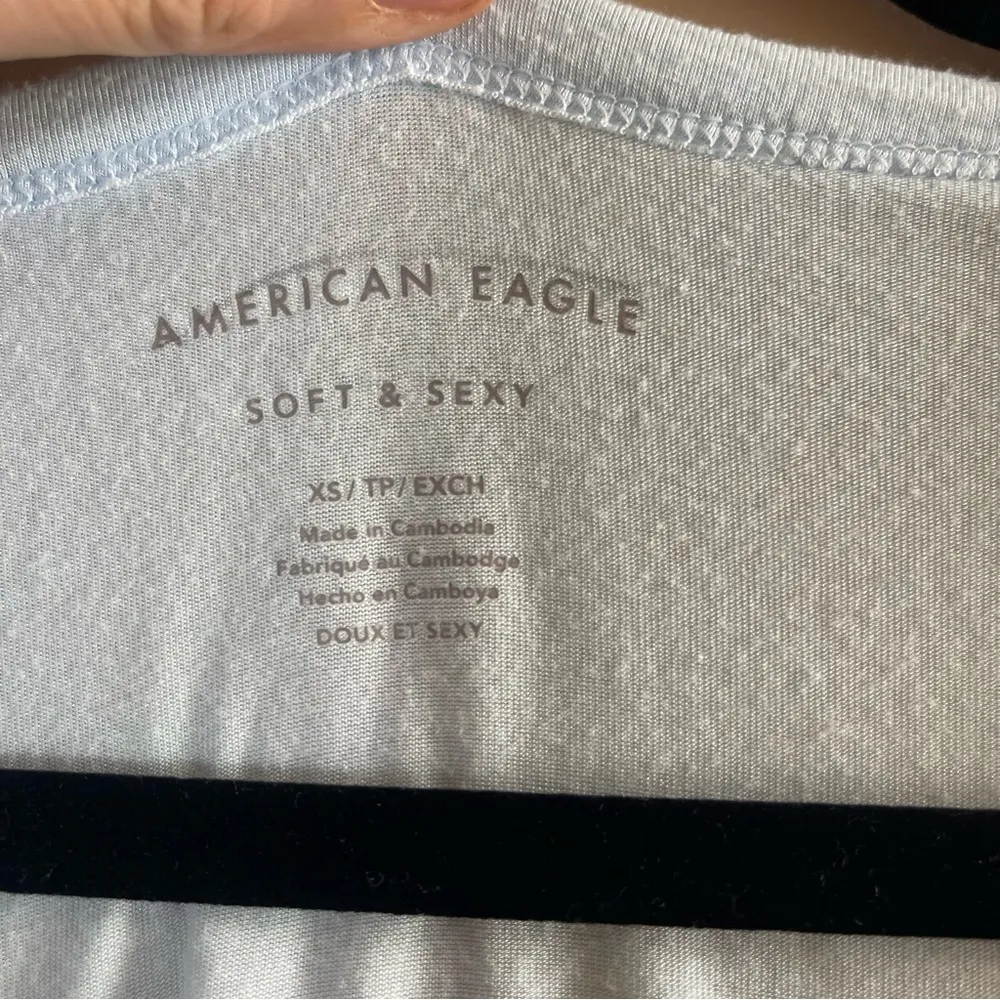 AMERICAN EAGLE
SOFT & SEXY
XS/TP/EXCH
Made in Cambodia
Fabriqué au Cambodge
Hecho en Camboya
DOUX ET SEXY